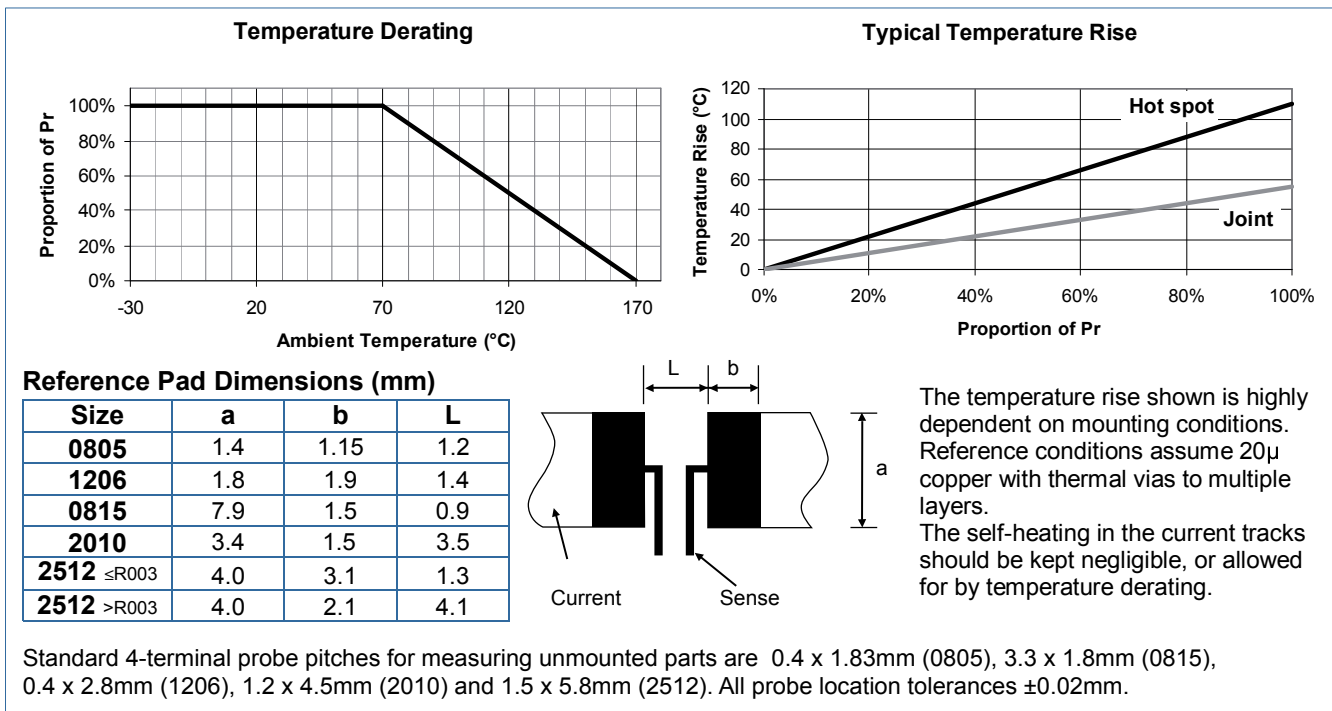 Temperature Derating
Proportion of Pr
100%
80%
60%
40%
20%
0%
-30
20
70
120
170
Ambient Temperature (°C)
Typical Temperature Rise
Temperature Rise (°C)
120
100
80
60
40
20
0
Hot spot
Joint
0%
20%
40%
60%
80%
100%
Proportion of Pr
Reference Pad Dimensions (mm)
Size a b L
0805 1.4 1.15 1.2
1206 1.8 1.9 1.4
0815 7.9 1.5 0.9
2010 3.4 1.5 3.5
2512 ≤R003 4.0 3.1 1.3
2512 >R003 4.0 2.1 4.1
L
b
a
Current
Sense
The temperature rise shown is highly
dependent on mounting conditions.
Reference conditions assume 20µ
copper with thermal vias to multiple
layers.
The self-heating in the current tracks
should be kept negligible, or allowed
for by temperature derating.
Standard 4-terminal probe pitches for measuring unmounted parts are 0.4 x 1.83mm (0805), 3.3 x 1.8mm (0815),
0.4 x 2.8mm (1206), 1.2 x 4.5mm (2010) and 1.5 x 5.8mm (2512). All probe location tolerances ±0.02mm.